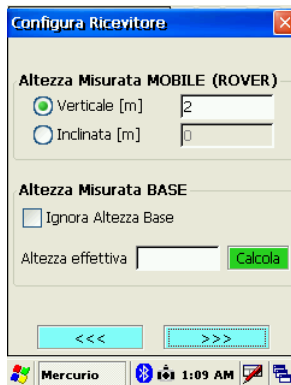 Configura Ricevitore
Altezza Misurata MOBILE (ROVER)
Verticale [m] 2
Inclinata [m] 0
Altezza Misurata BASE
Ignora Altezza Base
Altezza effettiva Calcola
<<< >>>
Mercurio 1:09 AM